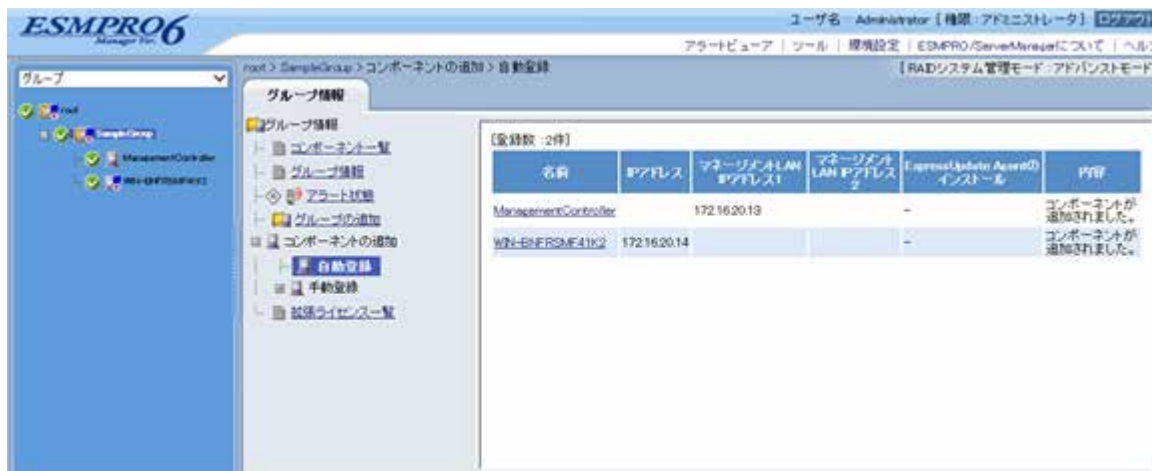 ESMPRO6
Manager Ver.
ユーザ名 Administrator [ 権限 : アドミニストレータ ] ログアウト
アラートビューア | ツール | 環境設定 | ESMPRO/ServerManagerについて | ヘル
グループ
root > SampleGroup > コンポーネントの追加 > 自動登録
[ RAIDシステム管理モード : アドバンストモード
グループ情報
root
SampleGroup
ManagementController
グループ情報
コンポーネント一覧
グループ情報
アラート状態
グループの追加
コンポーネントの追加
自動登録
手動登録
拡張ライセンス一覧
[登録数 : 2件]
名前 IPアドレス マネージメントLAN IPアドレス1 マネージメントLAN IPアドレス2 ExpressUpdate Agentの インストール 内容
ManagementController 172.16.20.13 - コンポーネントが追加されました。
WIN-BNFRSMF41K2 172.16.20.14 - コンポーネントが追加されました。